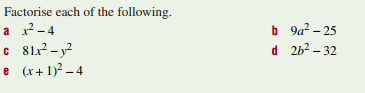 Factorise each of the following.
a x² – 4 b 9a² – 25
c 81x² – y² d 2b² – 32
e (x + 1)² – 4